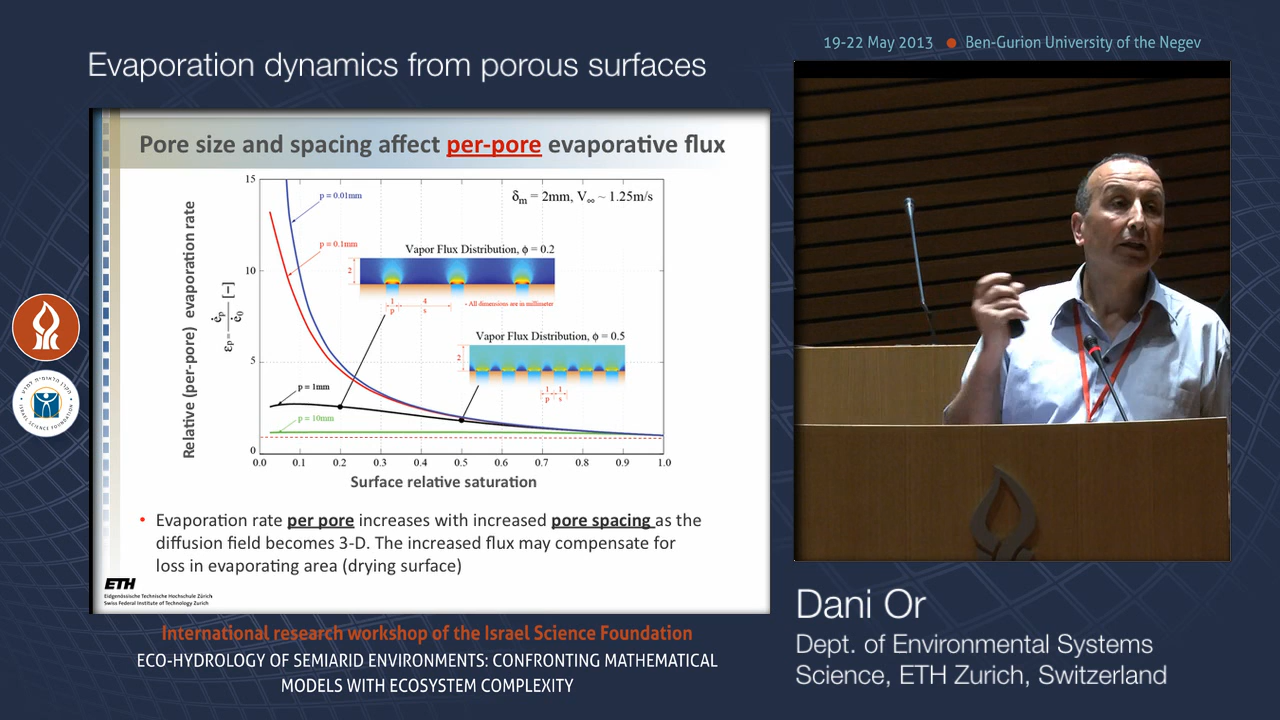 19-22 May 2013 ● Ben-Gurion University of the Negev
Evaporation dynamics from porous surfaces
Pore size and spacing affect per-pore evaporative flux
Relative (per-pore) evaporation rate
εp = ėp / ė0 [−]
15
10
5
0
p = 0.01mm
p = 0.1mm
p = 1mm
p = 10mm
δm = 2mm, V∞ ~ 1.25m/s
Vapor Flux Distribution, ϕ = 0.2
2
1
4
p
s
- All dimensions are in millimeter
Vapor Flux Distribution, ϕ = 0.5
2
1 1
p s
0.0 0.1 0.2 0.3 0.4 0.5 0.6 0.7 0.8 0.9 1.0
Surface relative saturation
• Evaporation rate per pore increases with increased pore spacing as the
diffusion field becomes 3-D. The increased flux may compensate for
loss in evaporating area (drying surface)
ETH
Eidgenössische Technische Hochschule Zürich
Swiss Federal Institute of Technology Zurich
ISRAEL SCIENCE FOUNDATION
International research workshop of the Israel Science Foundation
ECO-HYDROLOGY OF SEMIARID ENVIRONMENTS: CONFRONTING MATHEMATICAL
MODELS WITH ECOSYSTEM COMPLEXITY
Dani Or
Dept. of Environmental Systems
Science, ETH Zurich, Switzerland